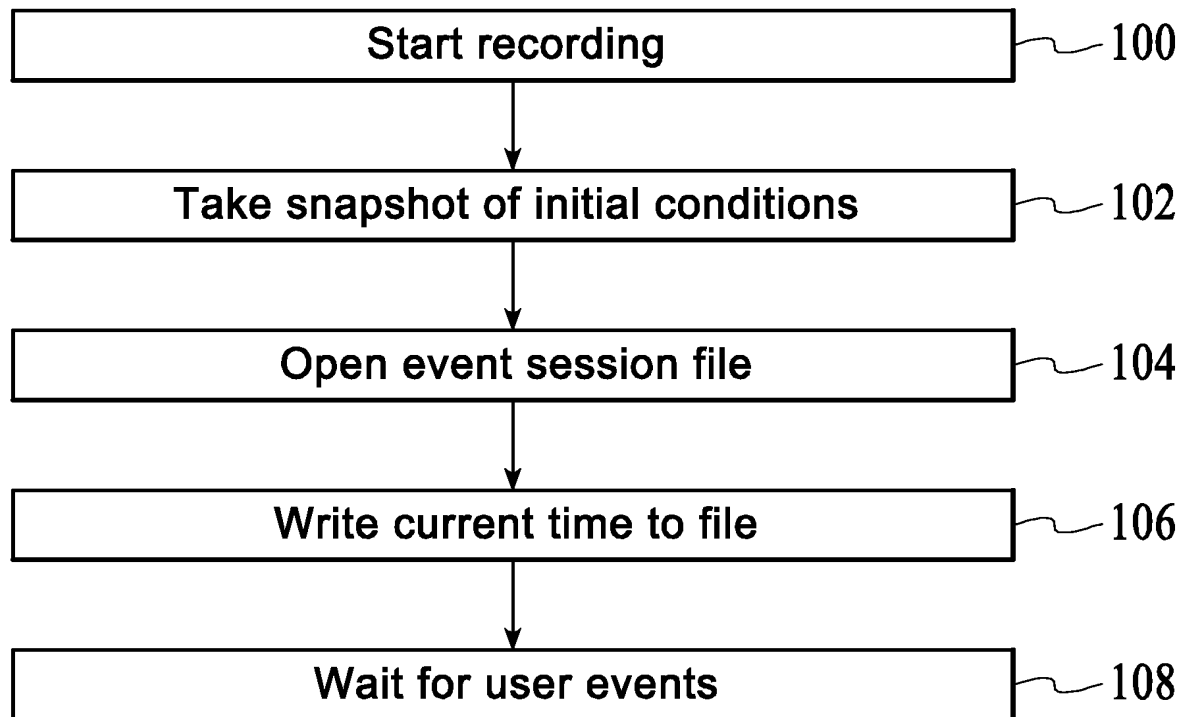 Start recording 100
Take snapshot of initial conditions 102
Open event session file 104
Write current time to file 106
Wait for user events 108